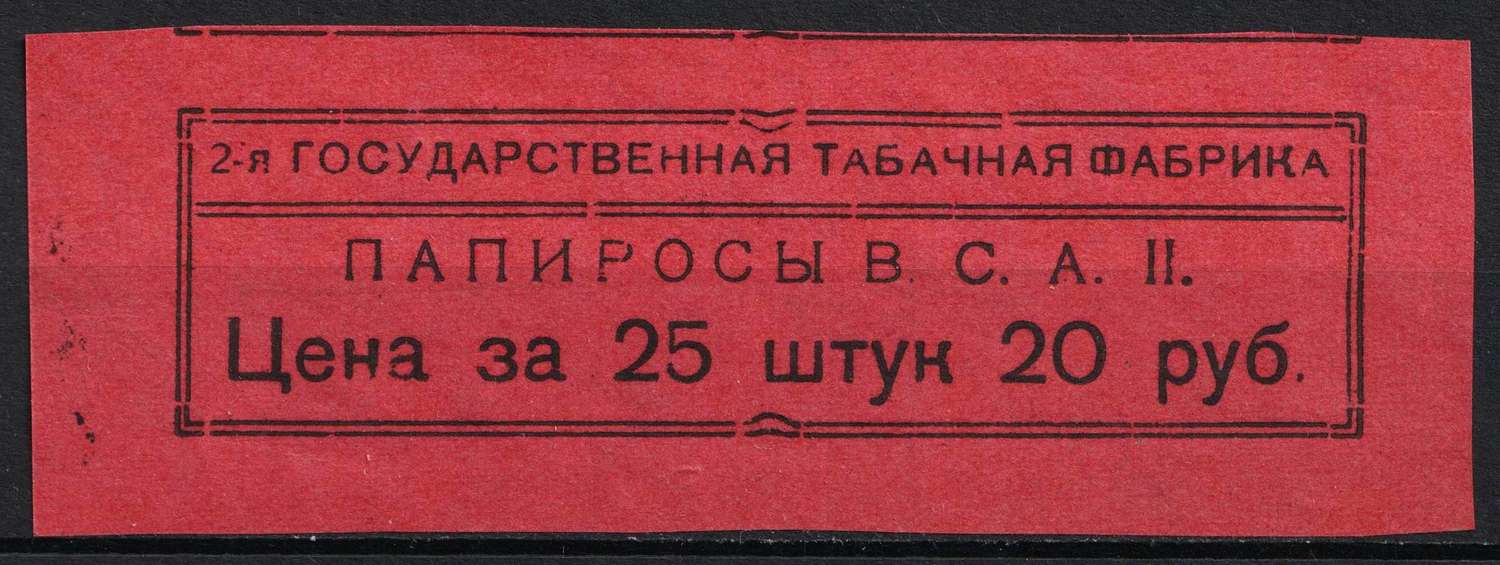 2-я ГОСУДАРСТВЕННАЯ ТАБАЧНАЯ ФАБРИКА
ПАПИРОСЫ В. С. А. II.
Цена за 25 штук 20 руб.